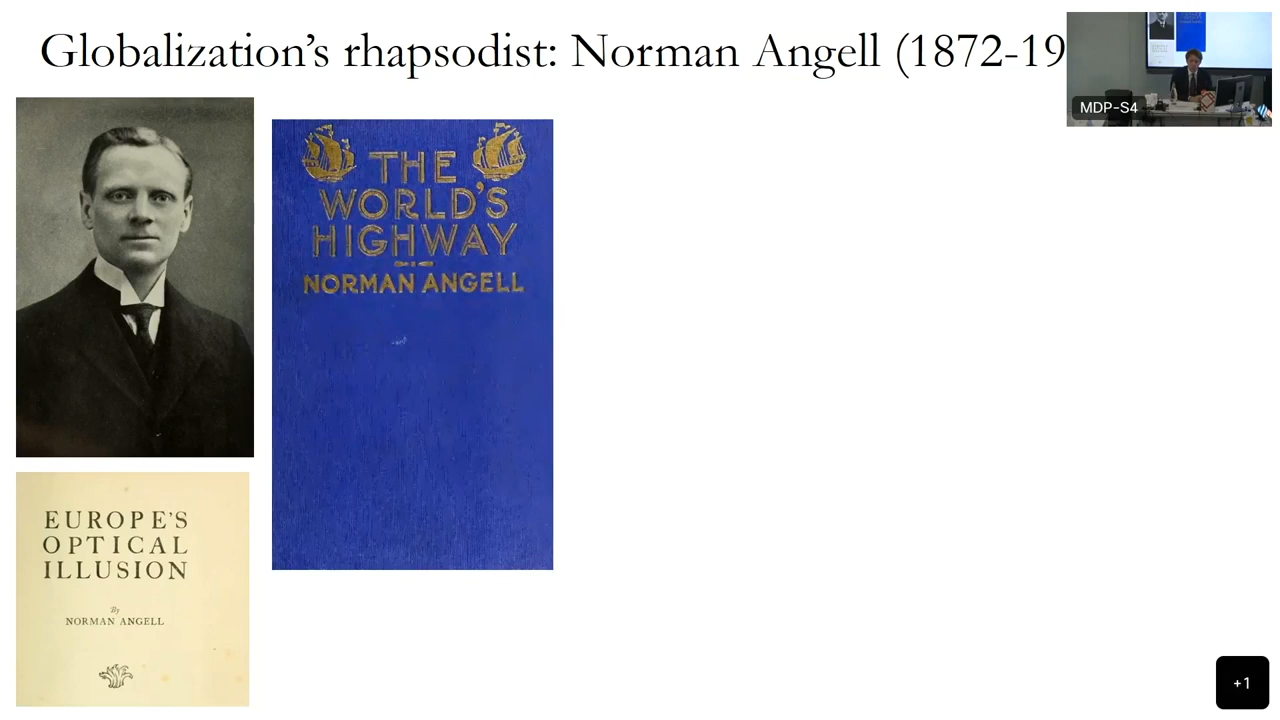 Globalization’s rhapsodist: Norman Angell (1872-19
MDP-S4
THE
WORLD'S
HIGHWAY
NORMAN ANGELL
EUROPE'S
OPTICAL
ILLUSION
By
NORMAN ANGELL
+1